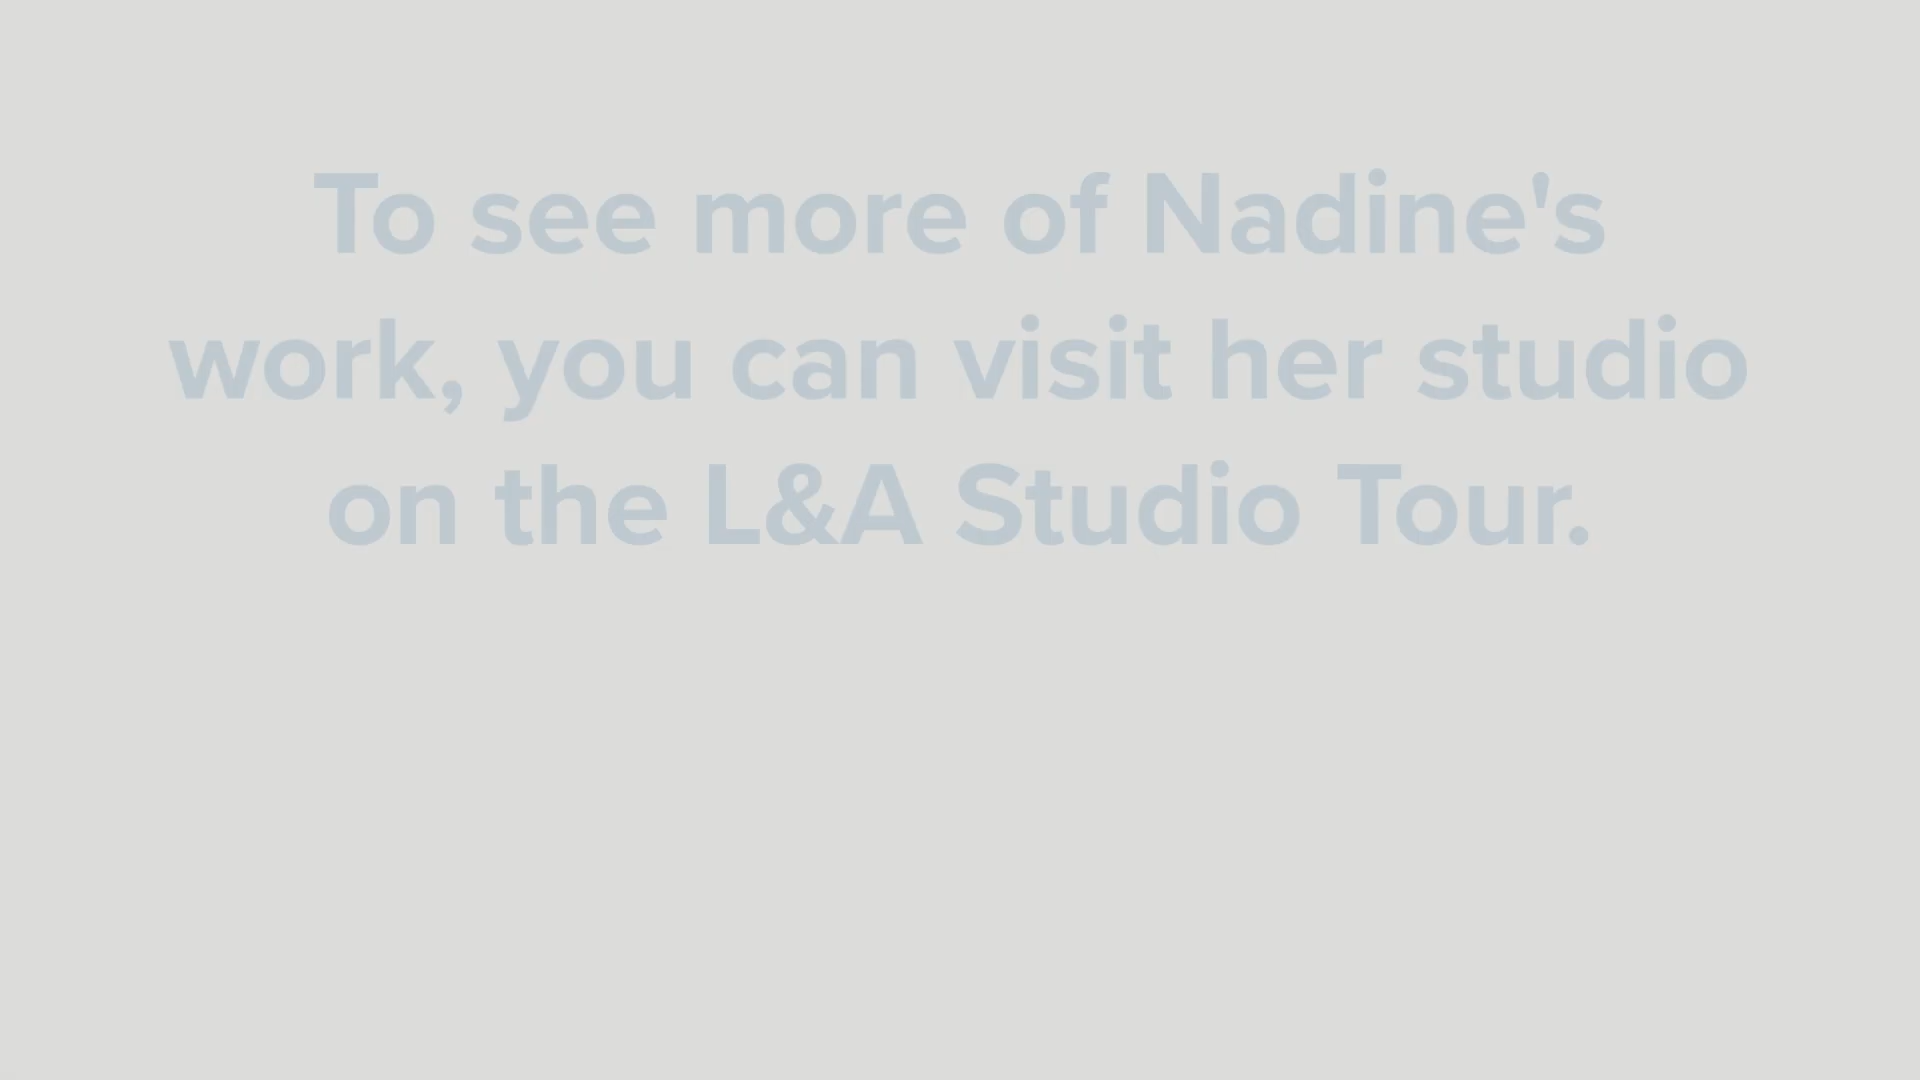 To see more of Nadine's
work, you can visit her studio
on the L&A Studio Tour.